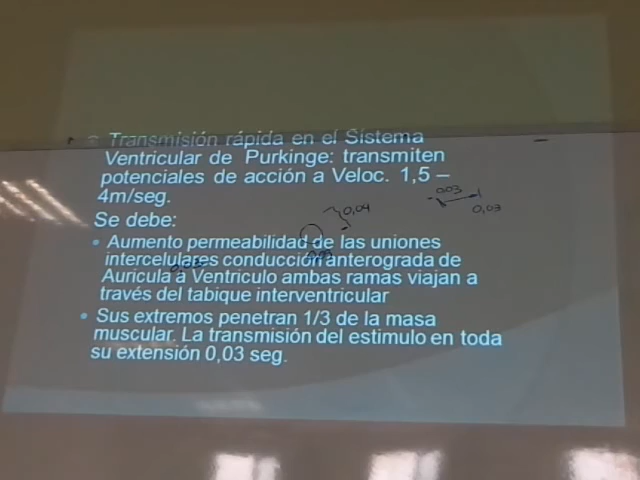 Transmisión rápida en el Sistema
Ventricular de Purkinge: transmiten
potenciales de acción a Veloc. 1,5 –
4m/seg.
Se debe:
• Aumento permeabilidad de las uniones
intercelulares conducción anterograda de
Aurícula a Ventriculo ambas ramas viajan a
través del tabique interventricular
• Sus extremos penetran 1/3 de la masa
muscular. La transmisión del estimulo en toda
su extensión 0,03 seg.
0,04
0,03
0,03